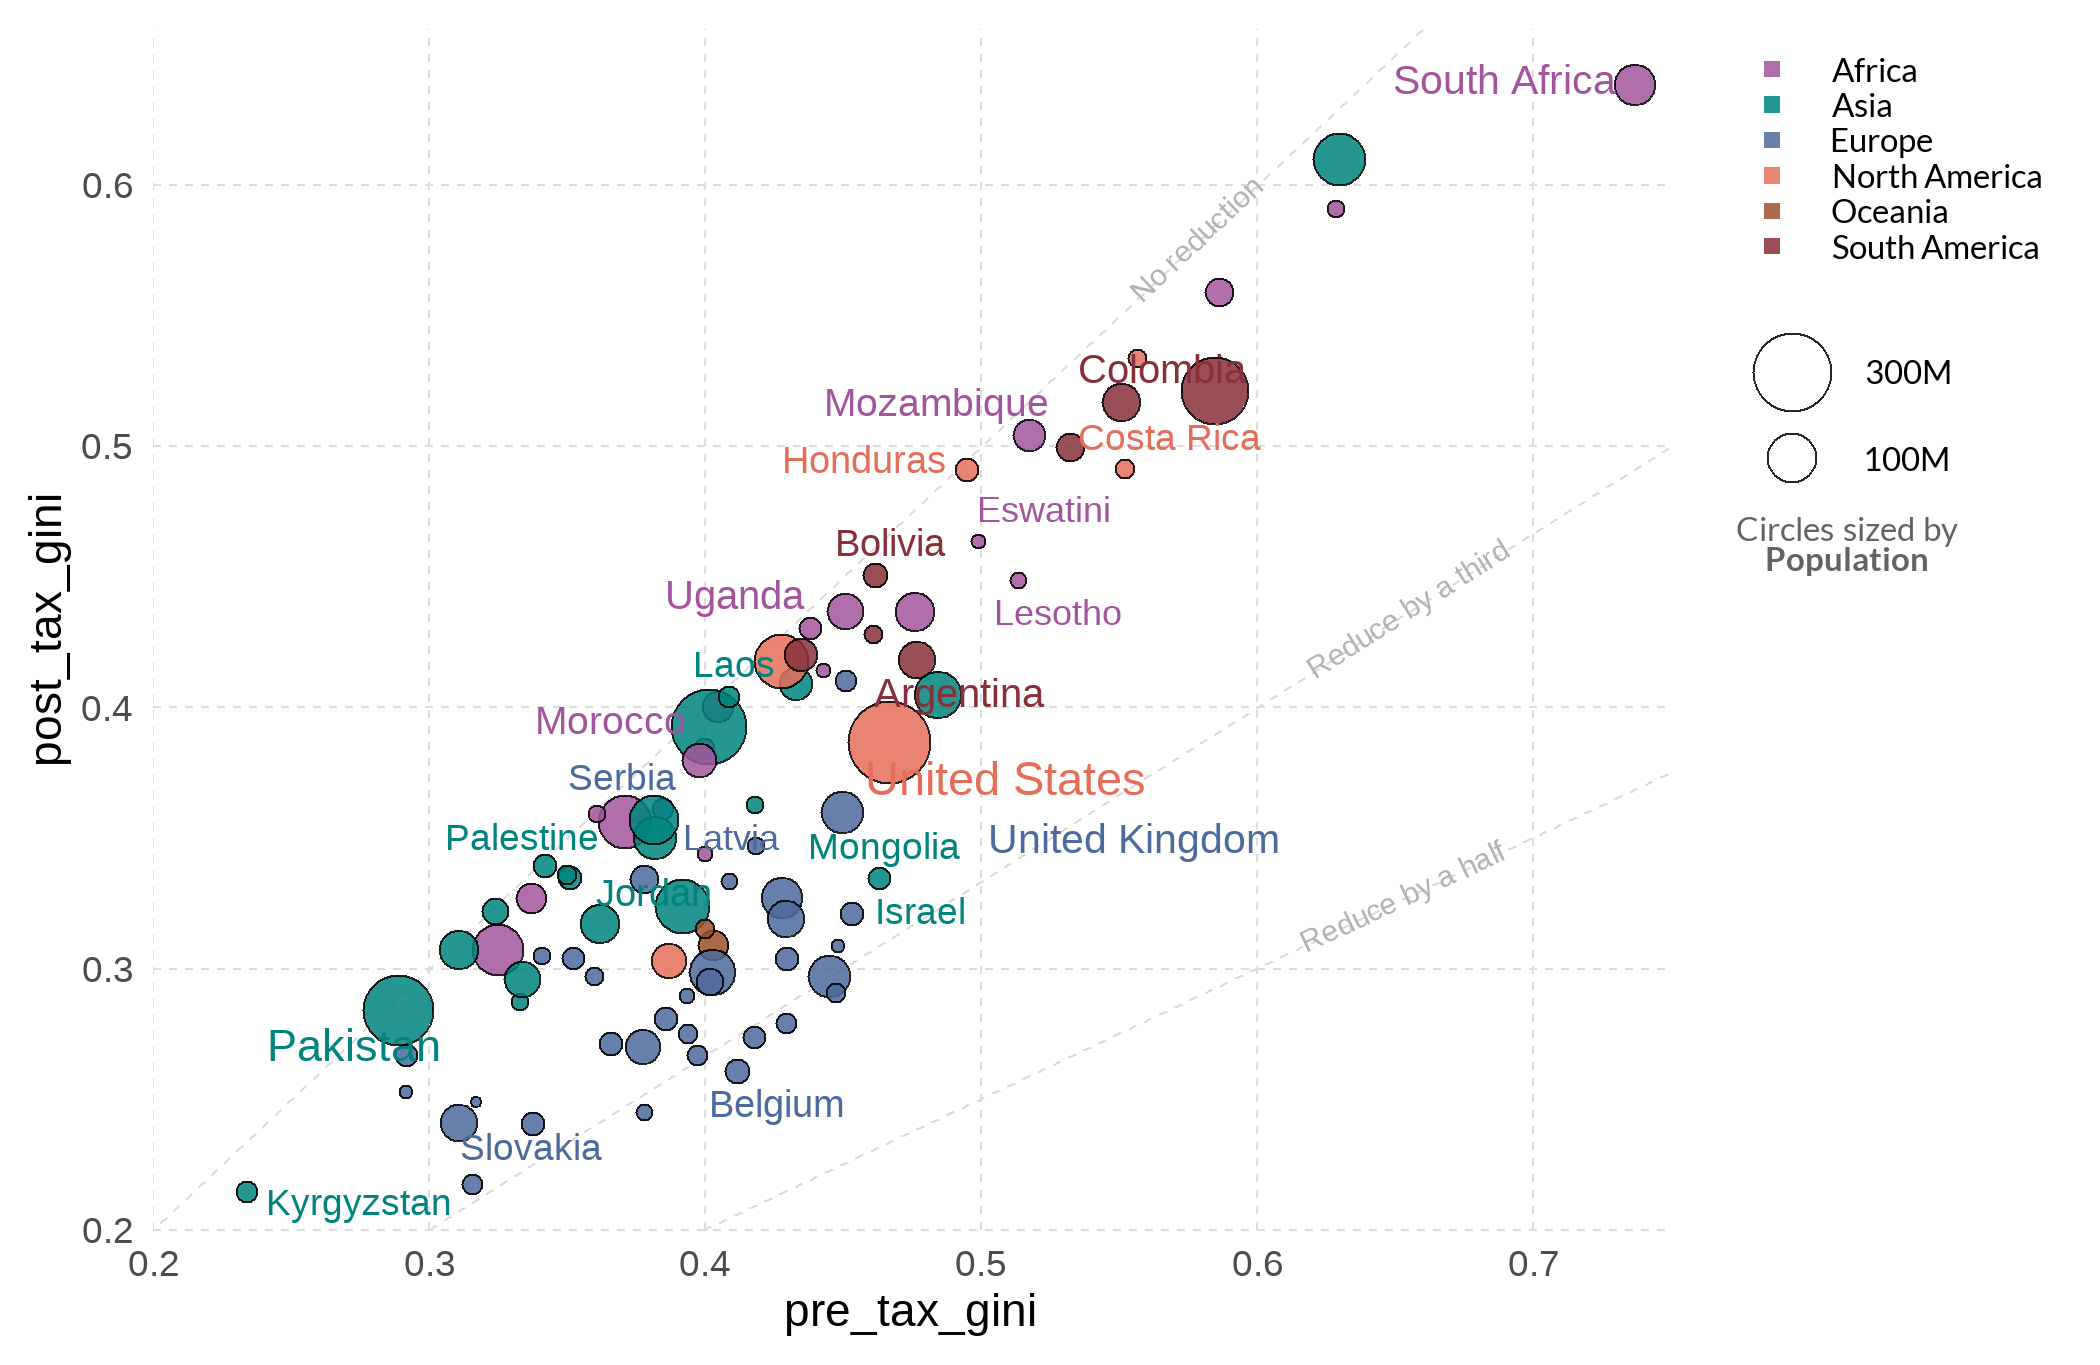 South Africa
Africa
Asia
Europe
North America
Oceania
South America
0.6
No reduction
300M
Colombia
Mozambique
Costa Rica
Honduras
0.5
100M
Eswatini
Circles sized by
Population
Bolivia
Reduce by a third
Uganda
Lesotho
Laos
Argentina
0.4
Morocco
Serbia
United States
Palestine
Latvia
Mongolia
United Kingdom
Reduce by a half
Jordan
Israel
0.3
Pakistan
Belgium
Slovakia
Kyrgyzstan
0.2
0.2
0.3
0.4
0.5
0.6
0.7
pre_tax_gini
post_tax_gini